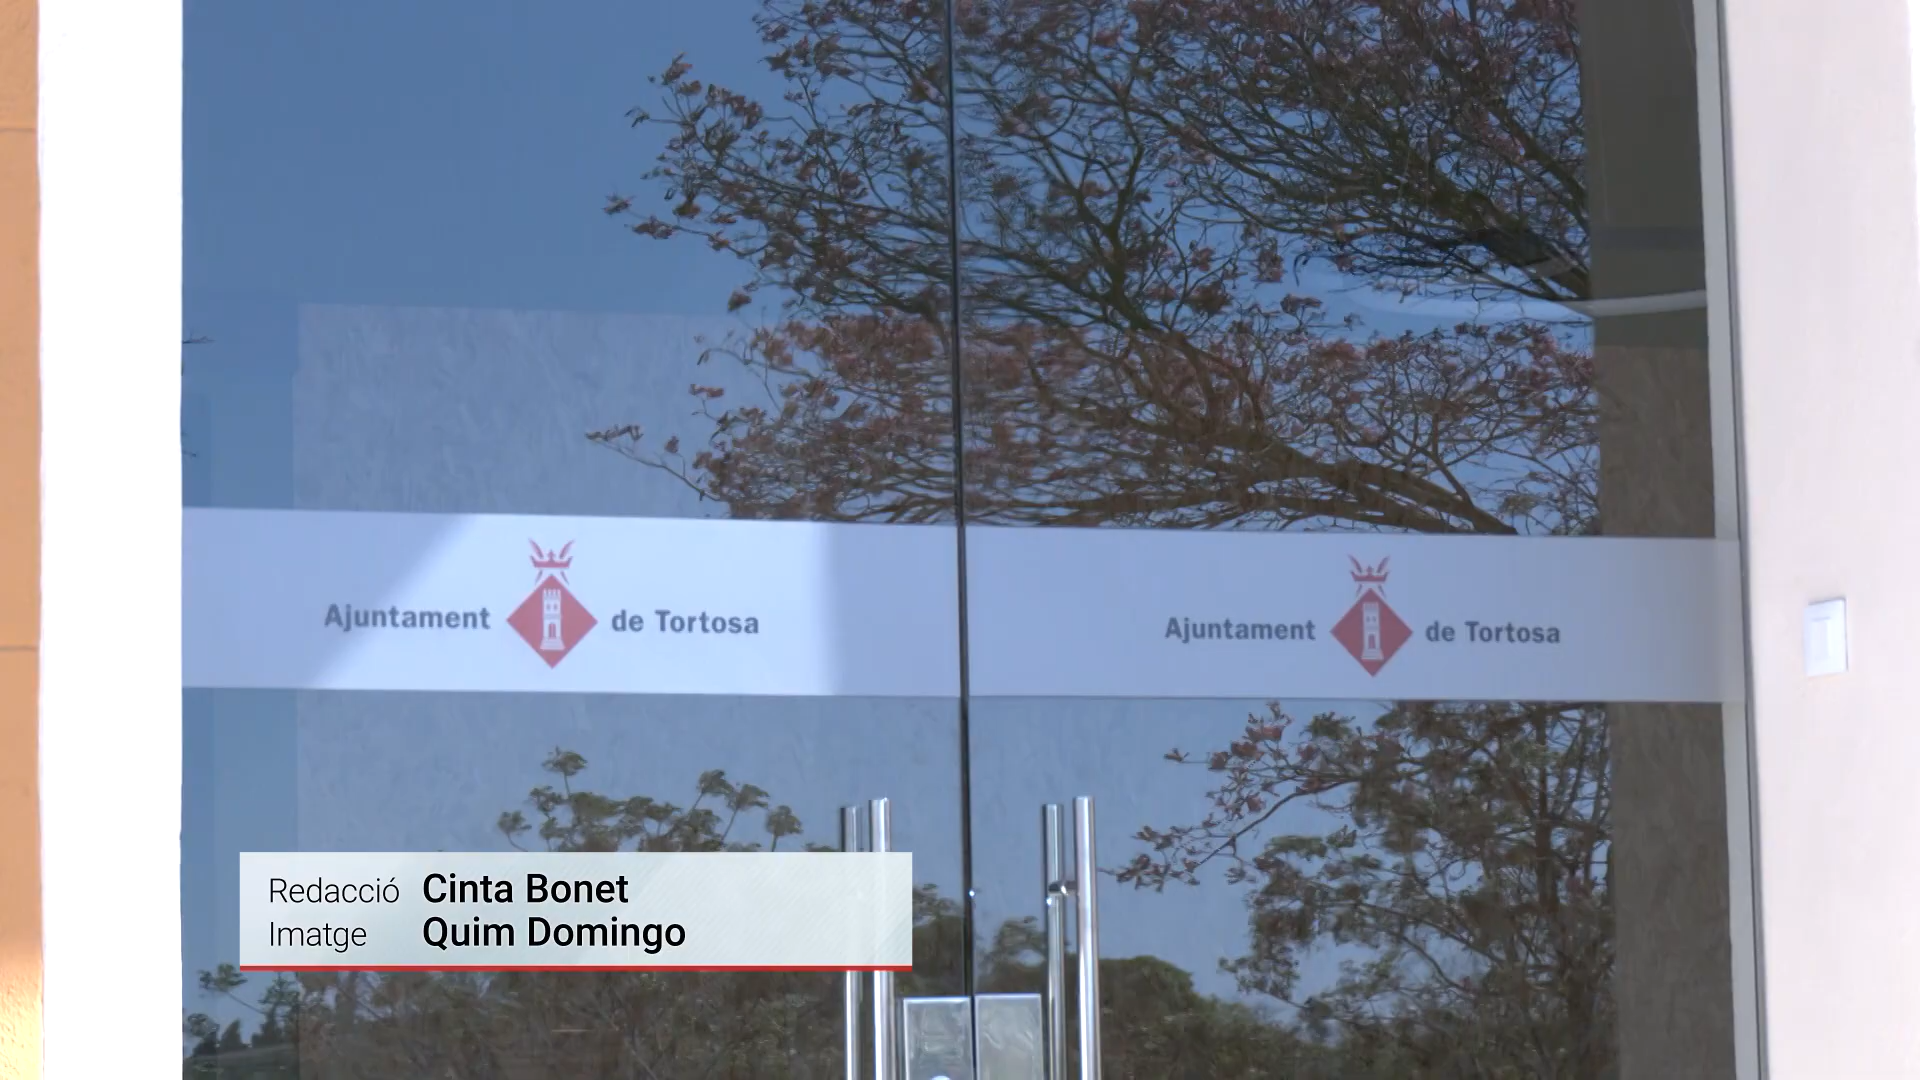 Ajuntament de Tortosa
Ajuntament de Tortosa
Redacció Cinta Bonet
Imatge Quim Domingo